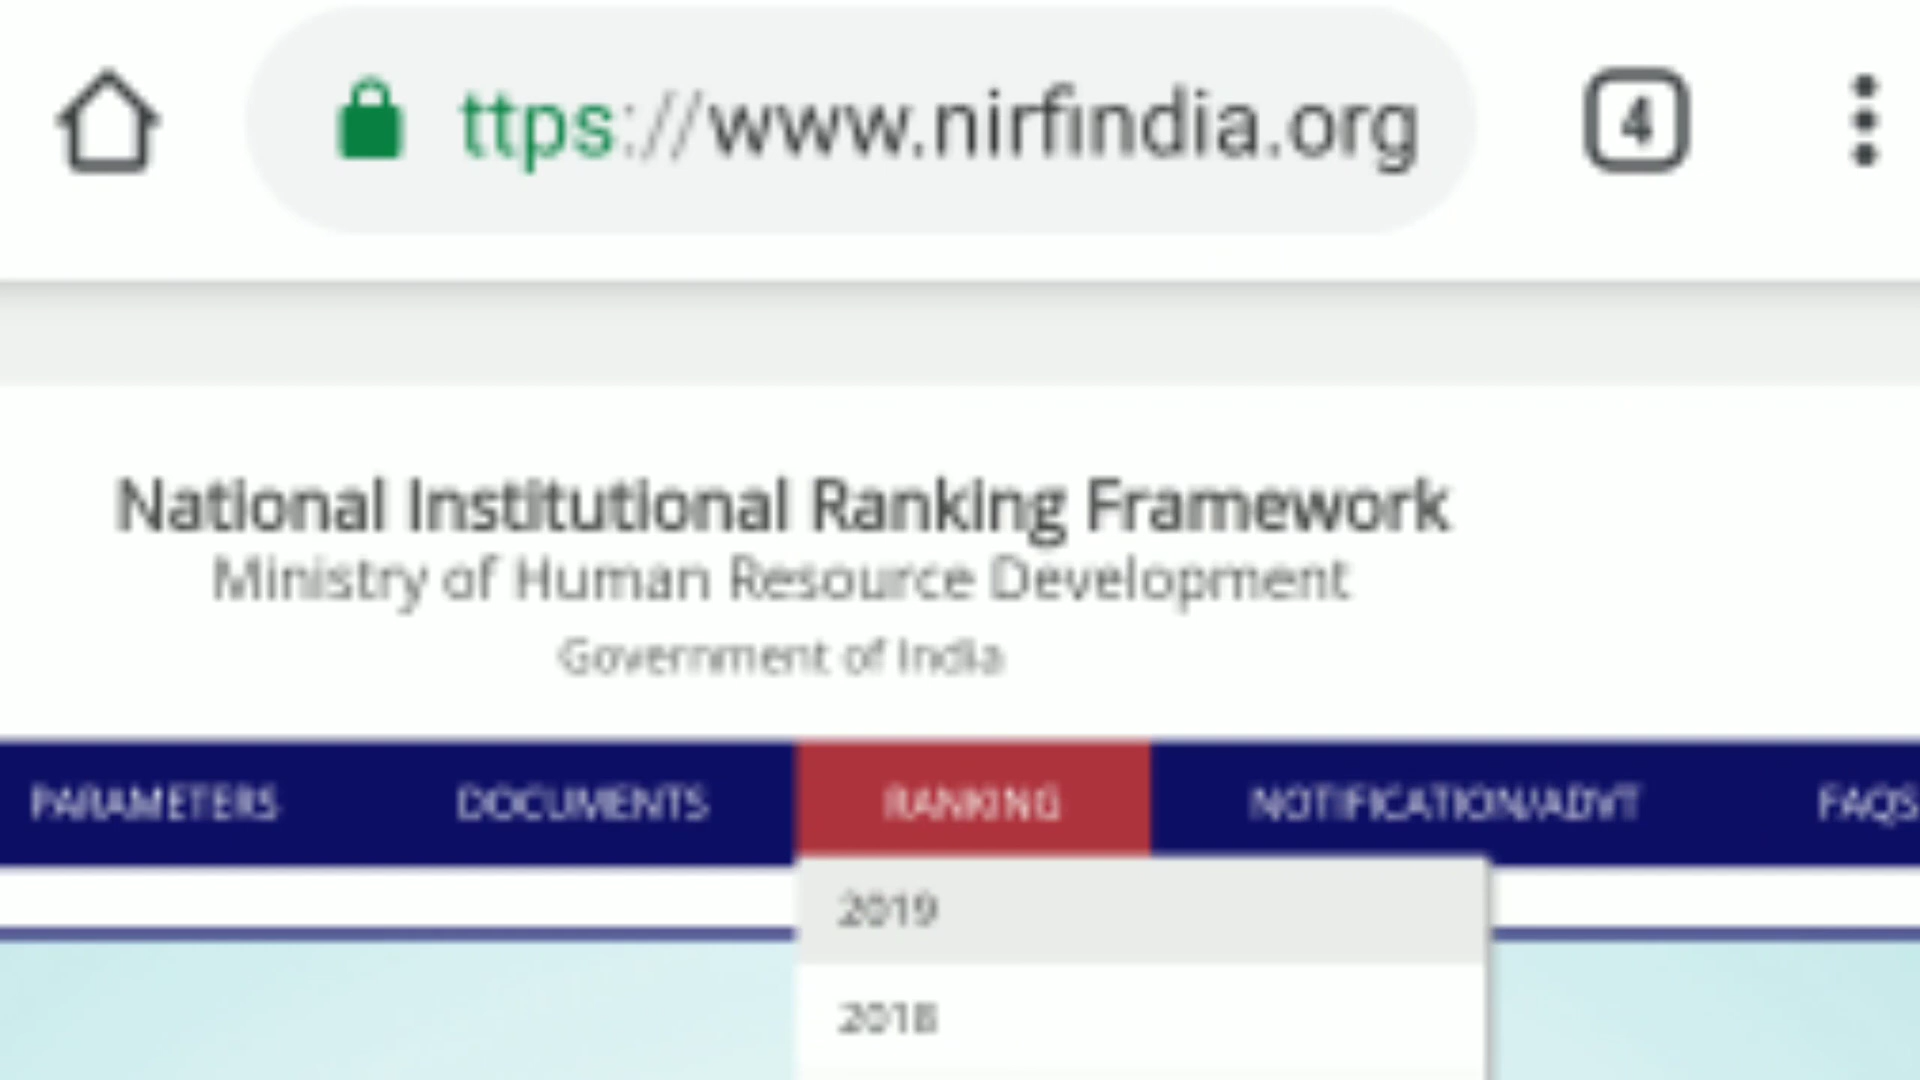 ttps://www.nirfindia.org
4
National Institutional Ranking Framework
Ministry of Human Resource Development
Government of India
PARAMETERS DOCUMENTS RANKING NOTIFICATION/ADVT FAQS
2019
2018